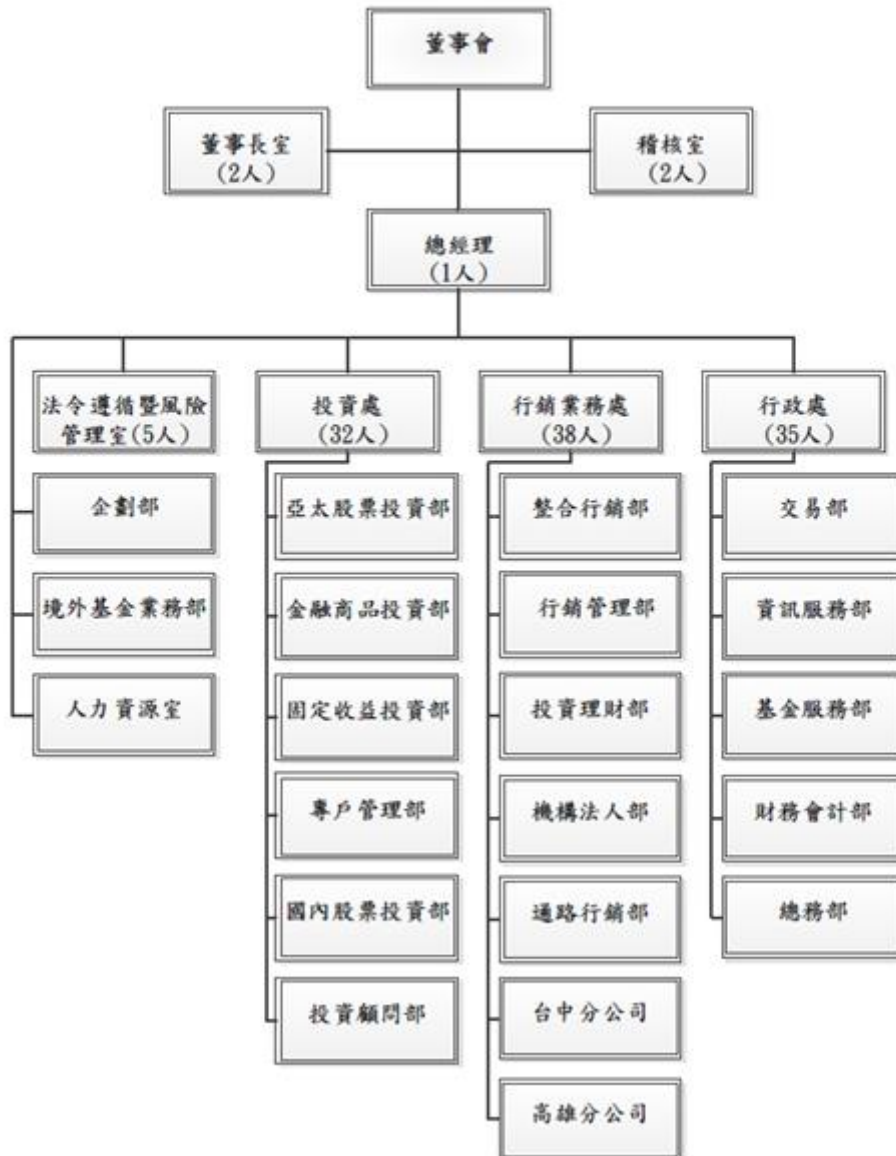 董事會
董事長室
(2人)
稽核室
(2人)
總經理
(1人)
法令遵循暨風險
管理室(5人)
企劃部
境外基金業務部
人力資源室
投資處
(32人)
亞太股票投資部
金融商品投資部
固定收益投資部
專戶管理部
國內股票投資部
投資顧問部
行銷業務處
(38人)
整合行銷部
行銷管理部
投資理財部
機構法人部
通路行銷部
台中分公司
高雄分公司
行政處
(35人)
交易部
資訊服務部
基金服務部
財務會計部
總務部